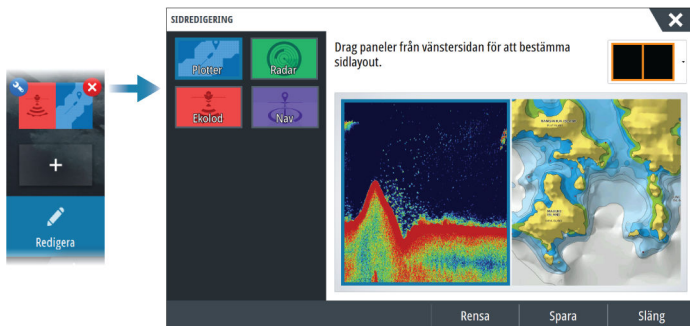 SIDREDIGERING
Plotter
Radar
Ekolod
Nav
Drag paneler från vänstersidan för att bestämma
sidlayout.
Redigera
Rensa
Spara
Släng